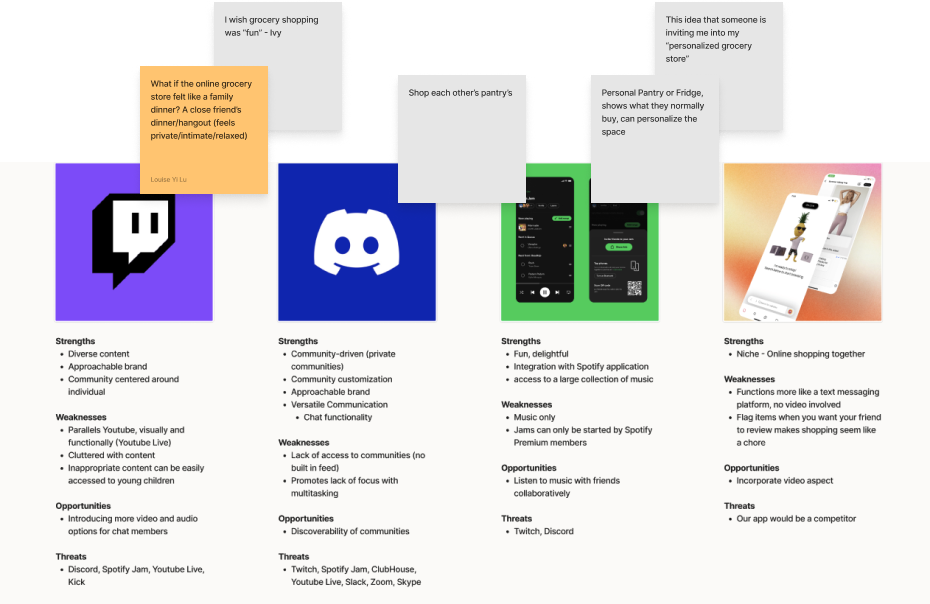 I wish grocery shopping
was "fun" - Ivy
This idea that someone is
inviting me into my
"personalized grocery
store"
What if the online grocery
store felt like a family
dinner? A close friend's
dinner/hangout (feels
private/intimate/relaxed)
Louise Yi Lu
Shop each other's pantry's
Personal Pantry or Fridge,
shows what they normally
buy, can personalize the
space
Strengths
• Diverse content
• Approachable brand
• Community centered around
individual
Weaknesses
• Parallels Youtube, visually and
functionally (Youtube Live)
• Cluttered with content
• Inappropriate content can be easily
accessed to young children
Opportunities
• Introducing more video and audio
options for chat members
Threats
• Discord, Spotify Jam, Youtube Live,
Kick
Strengths
• Community-driven (private
communities)
• Community customization
• Approachable brand
• Versatile Communication
• Chat functionality
Weaknesses
• Lack of access to communities (no
built in feed)
• Promotes lack of focus with
multitasking
Opportunities
• Discoverability of communities
Threats
• Twitch, Spotify Jam, ClubHouse,
Youtube Live, Slack, Zoom, Skype
Strengths
• Fun, delightful
• Integration with Spotify application
• access to a large collection of music
Weaknesses
• Music only
• Jams can only be started by Spotify
Premium members
Opportunities
• Listen to music with friends
collaboratively
Threats
• Twitch, Discord
Strengths
• Niche - Online shopping together
Weaknesses
• Functions more like a text messaging
platform, no video involved
• Flag items when you want your friend
to review makes shopping seem like
a chore
Opportunities
• Incorporate video aspect
Threats
• Our app would be a competitor